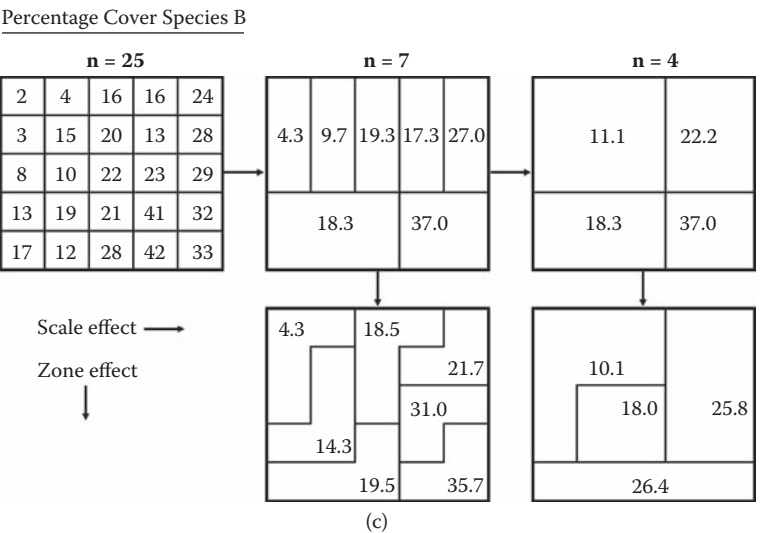 Percentage Cover Species B
n = 25 n = 7 n = 4
2 4 16 16 24
3 15 20 13 28
8 10 22 23 29
13 19 21 41 32
17 12 28 42 33
4.3 9.7 19.3 17.3 27.0
18.3 37.0
11.1 22.2
18.3 37.0
Scale effect
Zone effect
4.3 18.5
21.7
31.0
14.3
19.5 35.7
10.1
18.0 25.8
26.4
(c)